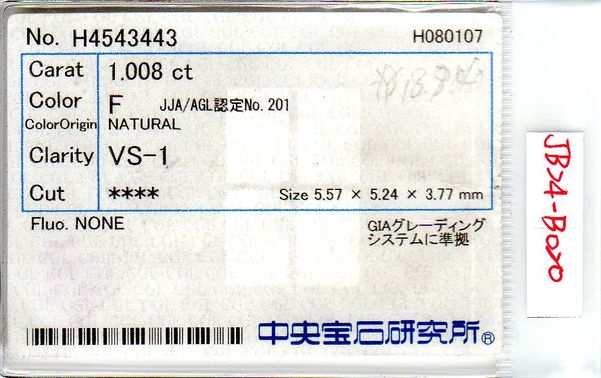 No. H4543443 H080107
Carat 1.008 ct
Color F JJA/AGL認定No.201
ColorOrigin NATURAL
Clarity VS-1
Cut **** Size 5.57 × 5.24 × 3.77 mm
Fluo. NONE GIAグレーディング
システムに準拠
中央宝石研究所®
JB24-B020